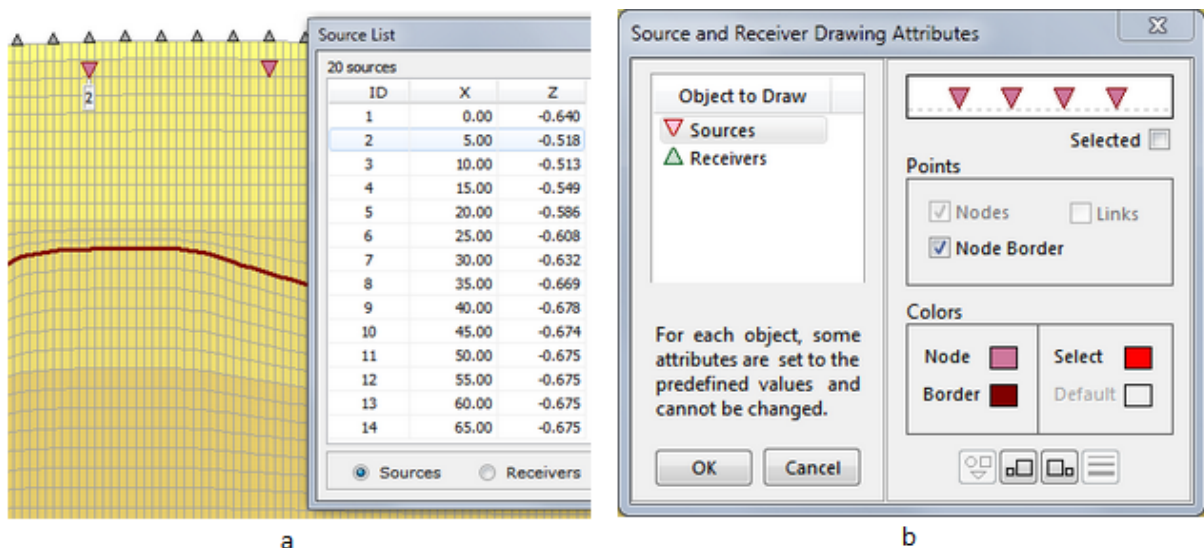 2
Source List
20 sources
ID X Z
1 0.00 -0.640
2 5.00 -0.518
3 10.00 -0.513
4 15.00 -0.549
5 20.00 -0.586
6 25.00 -0.608
7 30.00 -0.632
8 35.00 -0.669
9 40.00 -0.678
10 45.00 -0.674
11 50.00 -0.675
12 55.00 -0.675
13 60.00 -0.675
14 65.00 -0.675
Sources Receivers
a
Source and Receiver Drawing Attributes
Object to Draw
Sources
Receivers
For each object, some
attributes are set to the
predefined values and
cannot be changed.
OK Cancel
Selected
Points
Nodes Links
Node Border
Colors
Node Select
Border Default
b